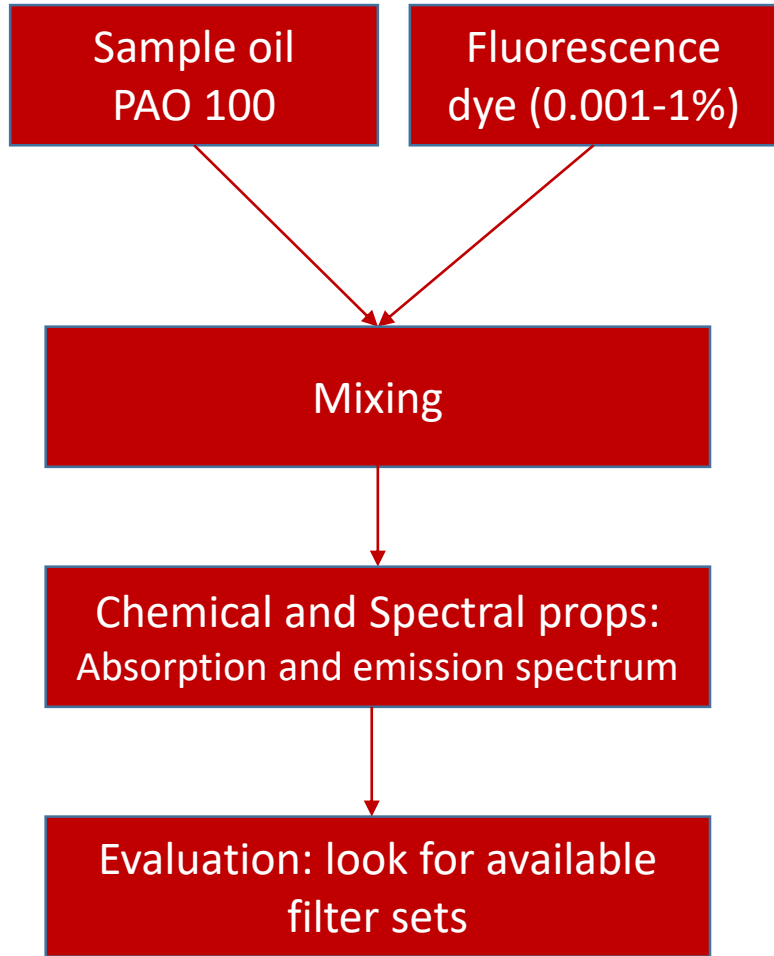 Sample oil
PAO 100
Fluorescence
dye (0.001-1%)
Mixing
Chemical and Spectral props:
Absorption and emission spectrum
Evaluation: look for available
filter sets